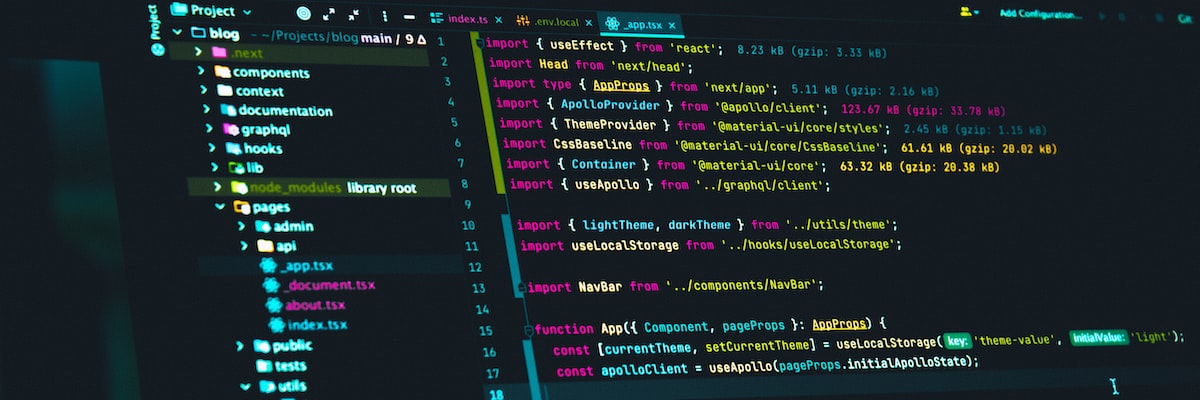 Project
Project
index.ts
.env.local
_app.tsx
Add Configuration...
Git
blog ~/Projects/blog main / 9 Δ
.next
components
context
documentation
graphql
hooks
lib
node_modules library root
pages
admin
api
_app.tsx
_document.tsx
about.tsx
index.tsx
public
tests
utils
1 import { useEffect } from 'react'; 8.23 kB (gzip: 3.33 kB)
2 import Head from 'next/head';
3 import type { AppProps } from 'next/app'; 5.11 kB (gzip: 2.16 kB)
4 import { ApolloProvider } from '@apollo/client'; 123.67 kB (gzip: 33.78 kB)
5 import { ThemeProvider } from '@material-ui/core/styles'; 2.45 kB (gzip: 1.15 kB)
6 import CssBaseline from '@material-ui/core/CssBaseline'; 61.61 kB (gzip: 20.02 kB)
7 import { Container } from '@material-ui/core'; 63.32 kB (gzip: 20.38 kB)
8 import { useApollo } from '../graphql/client';
9
10 import { lightTheme, darkTheme } from '../utils/theme';
11 import useLocalStorage from '../hooks/useLocalStorage';
12
13 import NavBar from '../components/NavBar';
14
15 function App({ Component, pageProps }: AppProps) {
16 const [currentTheme, setCurrentTheme] = useLocalStorage( key: 'theme-value', initialValue: 'light');
17 const apolloClient = useApollo(pageProps.initialApolloState);
18